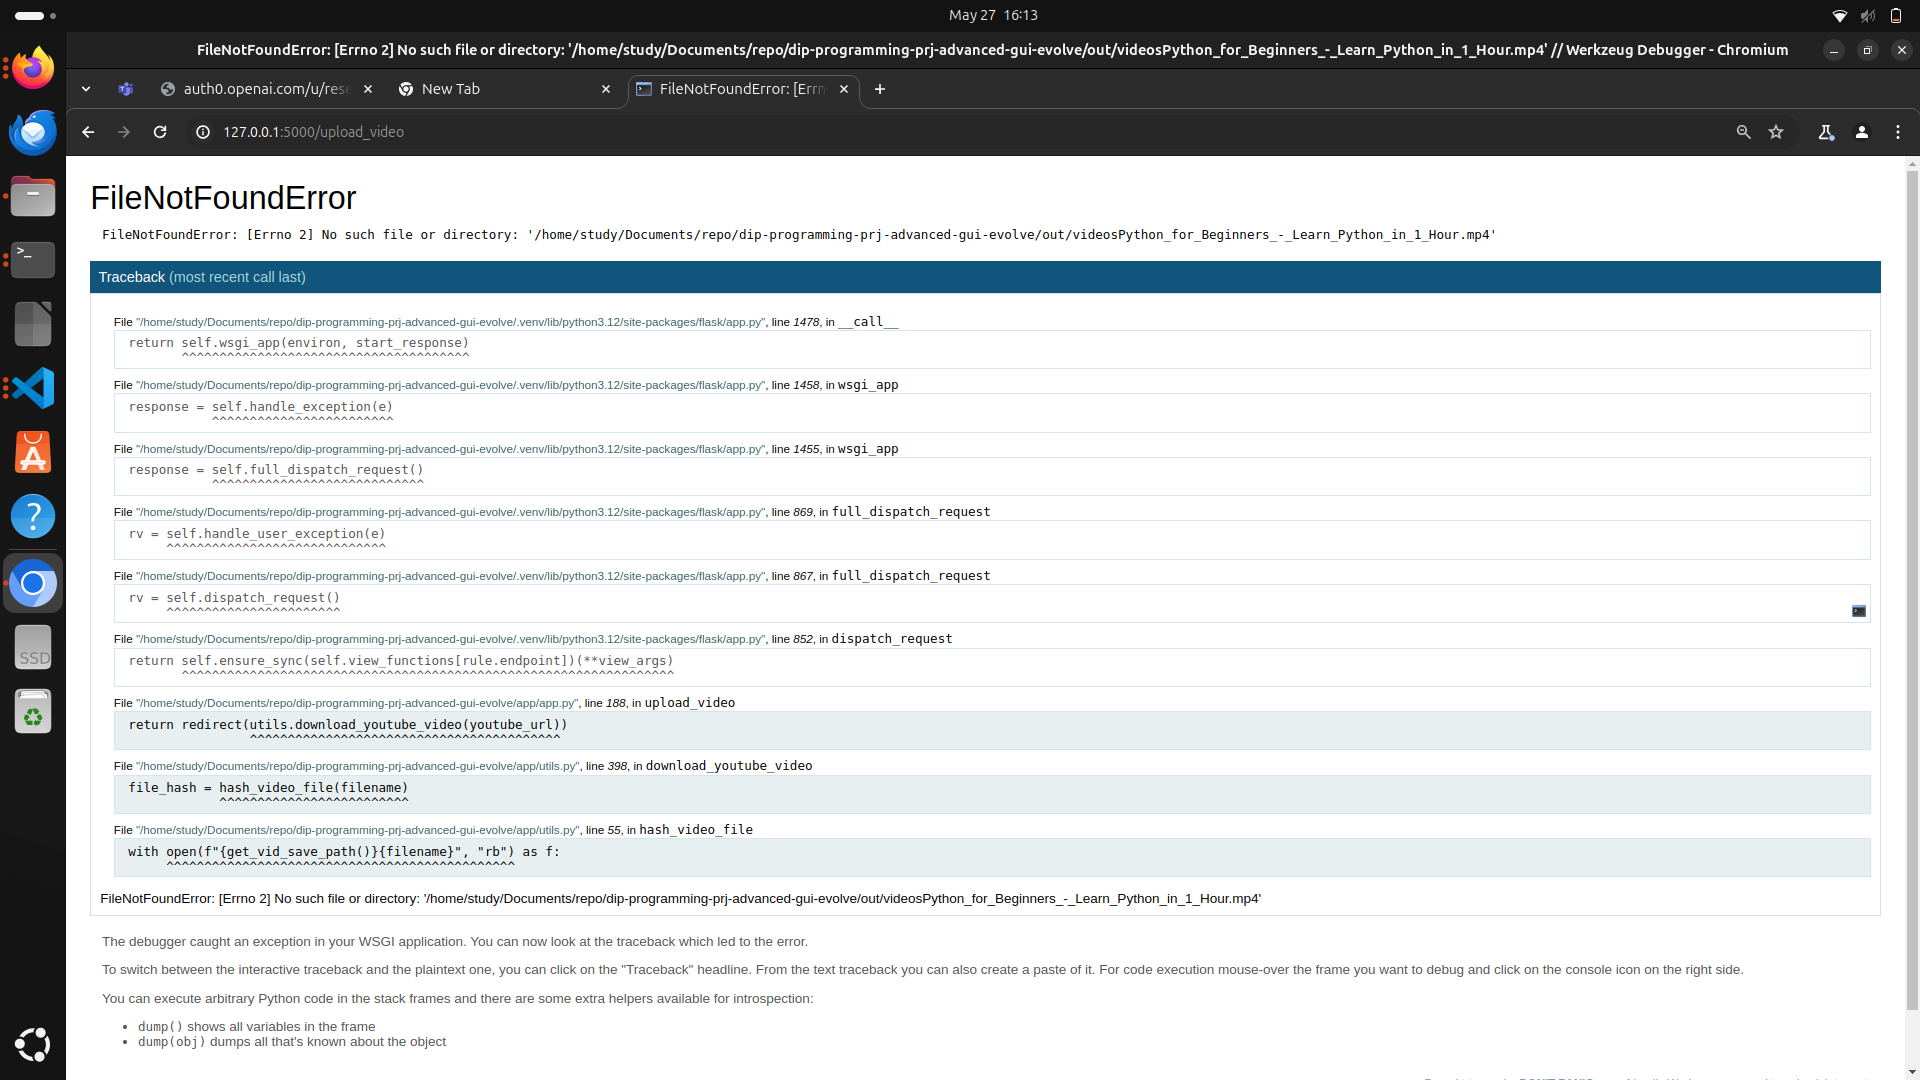 May 27 16:13
FileNotFoundError: [Errno 2] No such file or directory: '/home/study/Documents/repo/dip-programming-prj-advanced-gui-evolve/out/videosPython_for_Beginners_-_Learn_Python_in_1_Hour.mp4' // Werkzeug Debugger - Chromium
auth0.openai.com/u/rese
New Tab
FileNotFoundError: [Errn
127.0.0.1:5000/upload_video
FileNotFoundError
FileNotFoundError: [Errno 2] No such file or directory: '/home/study/Documents/repo/dip-programming-prj-advanced-gui-evolve/out/videosPython_for_Beginners_-_Learn_Python_in_1_Hour.mp4'
Traceback (most recent call last)
File "/home/study/Documents/repo/dip-programming-prj-advanced-gui-evolve/.venv/lib/python3.12/site-packages/flask/app.py", line 1478, in __call__
return self.wsgi_app(environ, start_response)
^^^^^^^^^^^^^^^^^^^^^^^^^^^^^^^^^^^^^^
File "/home/study/Documents/repo/dip-programming-prj-advanced-gui-evolve/.venv/lib/python3.12/site-packages/flask/app.py", line 1458, in wsgi_app
response = self.handle_exception(e)
^^^^^^^^^^^^^^^^^^^^^^^^
File "/home/study/Documents/repo/dip-programming-prj-advanced-gui-evolve/.venv/lib/python3.12/site-packages/flask/app.py", line 1455, in wsgi_app
response = self.full_dispatch_request()
^^^^^^^^^^^^^^^^^^^^^^^^^^^^
File "/home/study/Documents/repo/dip-programming-prj-advanced-gui-evolve/.venv/lib/python3.12/site-packages/flask/app.py", line 869, in full_dispatch_request
rv = self.handle_user_exception(e)
^^^^^^^^^^^^^^^^^^^^^^^^^^^^^
File "/home/study/Documents/repo/dip-programming-prj-advanced-gui-evolve/.venv/lib/python3.12/site-packages/flask/app.py", line 867, in full_dispatch_request
rv = self.dispatch_request()
^^^^^^^^^^^^^^^^^^^^^^^
File "/home/study/Documents/repo/dip-programming-prj-advanced-gui-evolve/.venv/lib/python3.12/site-packages/flask/app.py", line 852, in dispatch_request
return self.ensure_sync(self.view_functions[rule.endpoint])(**view_args)
^^^^^^^^^^^^^^^^^^^^^^^^^^^^^^^^^^^^^^^^^^^^^^^^^^^^^^^^^^^^^^^^^
File "/home/study/Documents/repo/dip-programming-prj-advanced-gui-evolve/app/app.py", line 188, in upload_video
return redirect(utils.download_youtube_video(youtube_url))
^^^^^^^^^^^^^^^^^^^^^^^^^^^^^^^^^^^^^^^^^
File "/home/study/Documents/repo/dip-programming-prj-advanced-gui-evolve/app/utils.py", line 398, in download_youtube_video
file_hash = hash_video_file(filename)
^^^^^^^^^^^^^^^^^^^^^^^^^
File "/home/study/Documents/repo/dip-programming-prj-advanced-gui-evolve/app/utils.py", line 55, in hash_video_file
with open(f"{get_vid_save_path()}{filename}", "rb") as f:
^^^^^^^^^^^^^^^^^^^^^^^^^^^^^^^^^^^^^^^^^^^^^^
FileNotFoundError: [Errno 2] No such file or directory: '/home/study/Documents/repo/dip-programming-prj-advanced-gui-evolve/out/videosPython_for_Beginners_-_Learn_Python_in_1_Hour.mp4'
The debugger caught an exception in your WSGI application. You can now look at the traceback which led to the error.
To switch between the interactive traceback and the plaintext one, you can click on the "Traceback" headline. From the text traceback you can also create a paste of it. For code execution mouse-over the frame you want to debug and click on the console icon on the right side.
You can execute arbitrary Python code in the stack frames and there are some extra helpers available for introspection:
• dump() shows all variables in the frame
• dump(obj) dumps all that's known about the object
SSD